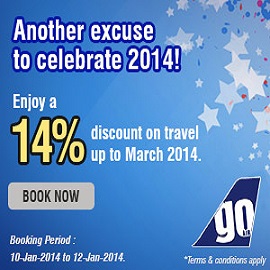 Another excuse
to celebrate 2014!
Enjoy a
14% discount on travel
up to March 2014.
BOOK NOW
Booking Period :
10-Jan-2014 to 12-Jan-2014.
go
*Terms & conditions apply